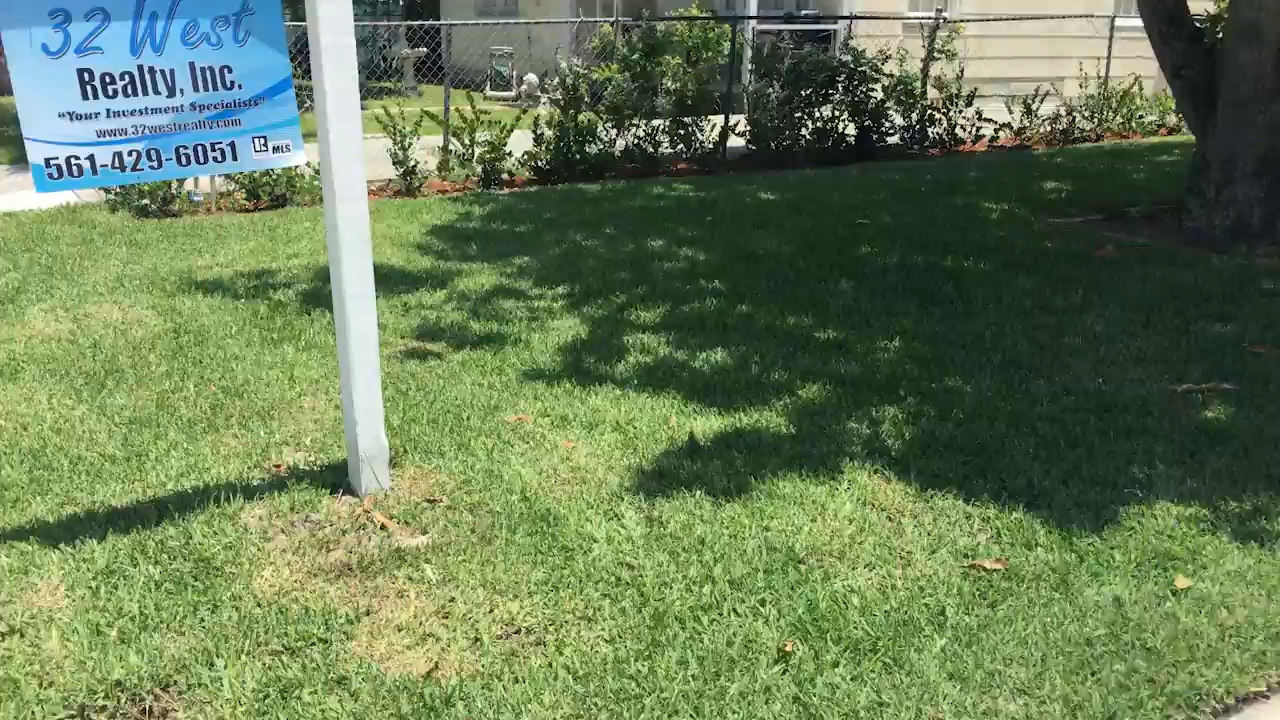 32 West
Realty, Inc.
"Your Investment Specialists"
www.32westrealty.com
561-429-6051
R MLS